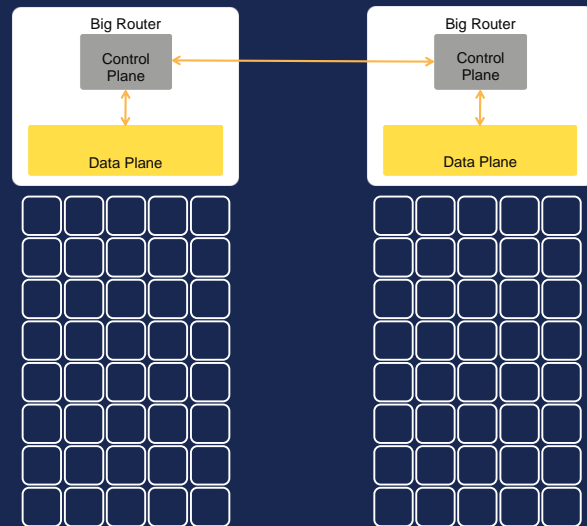 Big Router
Control
Plane
Data Plane
Big Router
Control
Plane
Data Plane